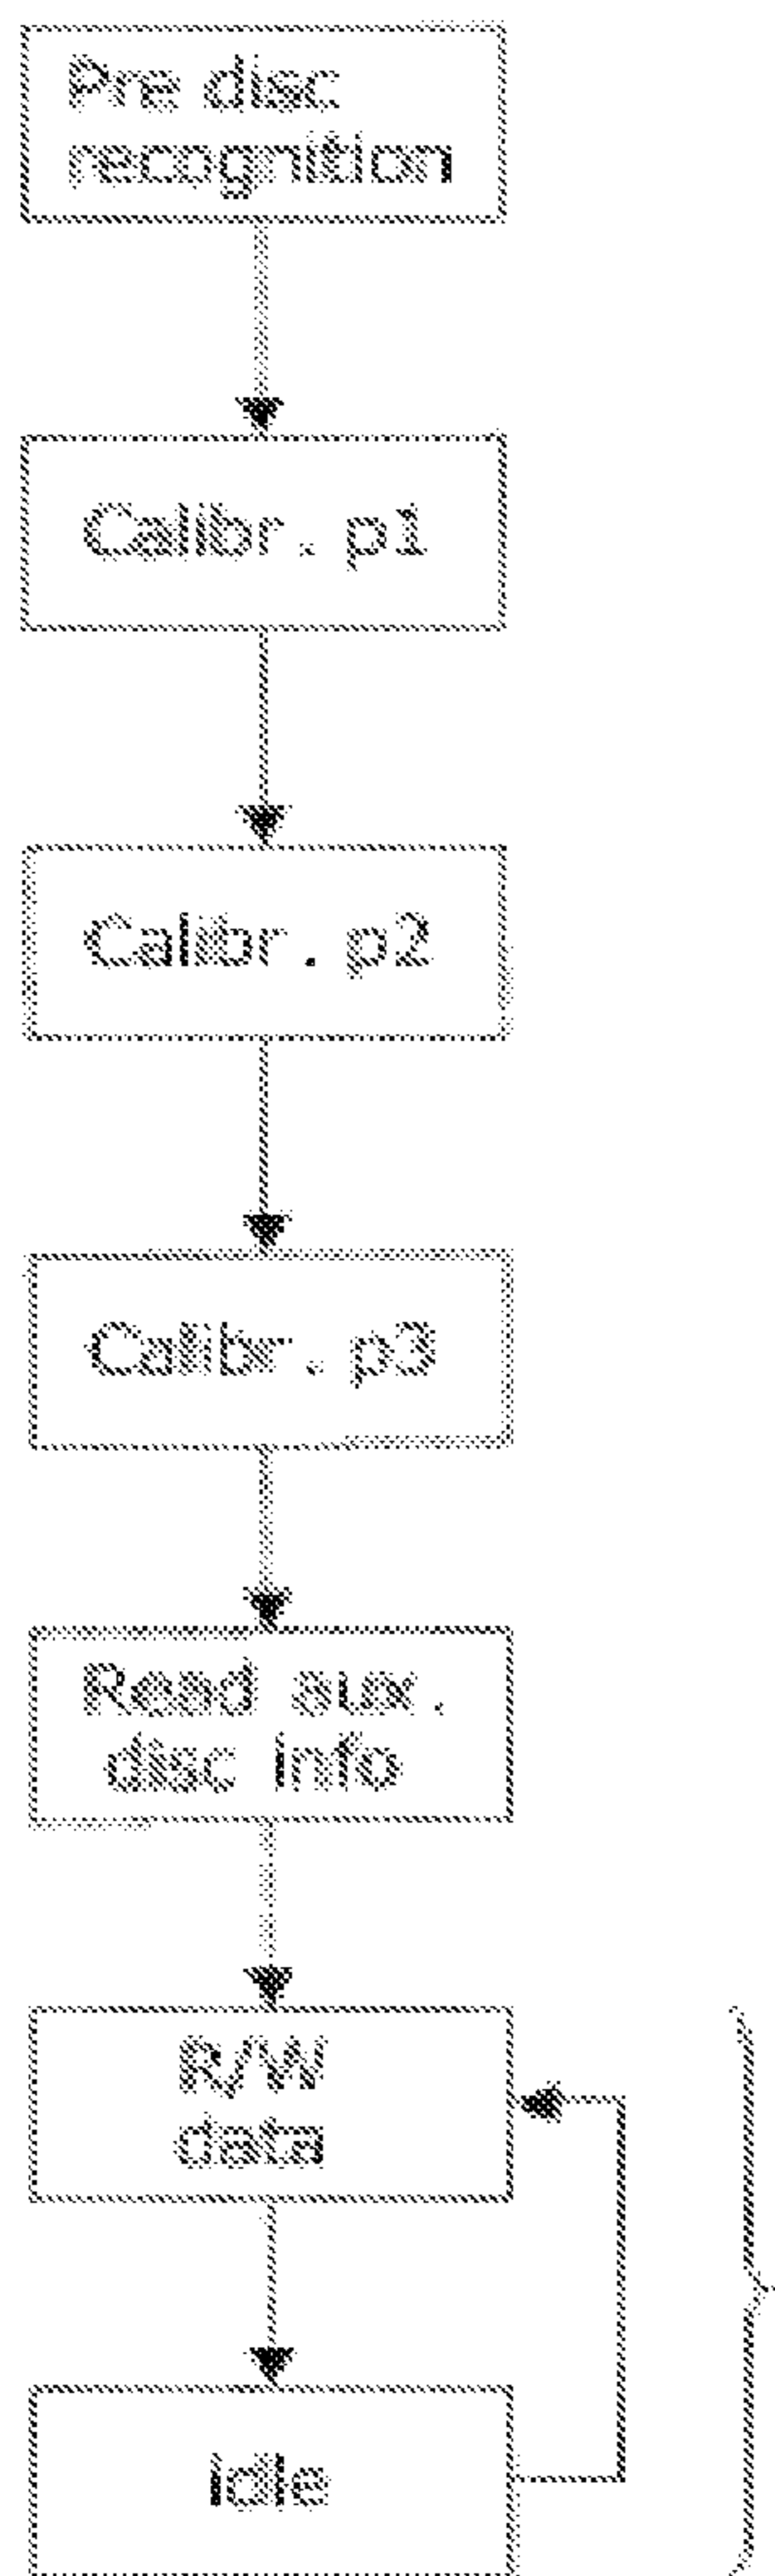 Pre disc
recognition
Calibr. p1
Calibr. p2
Calibr. p3
Read aux.
disc info
R/W
data
Idle